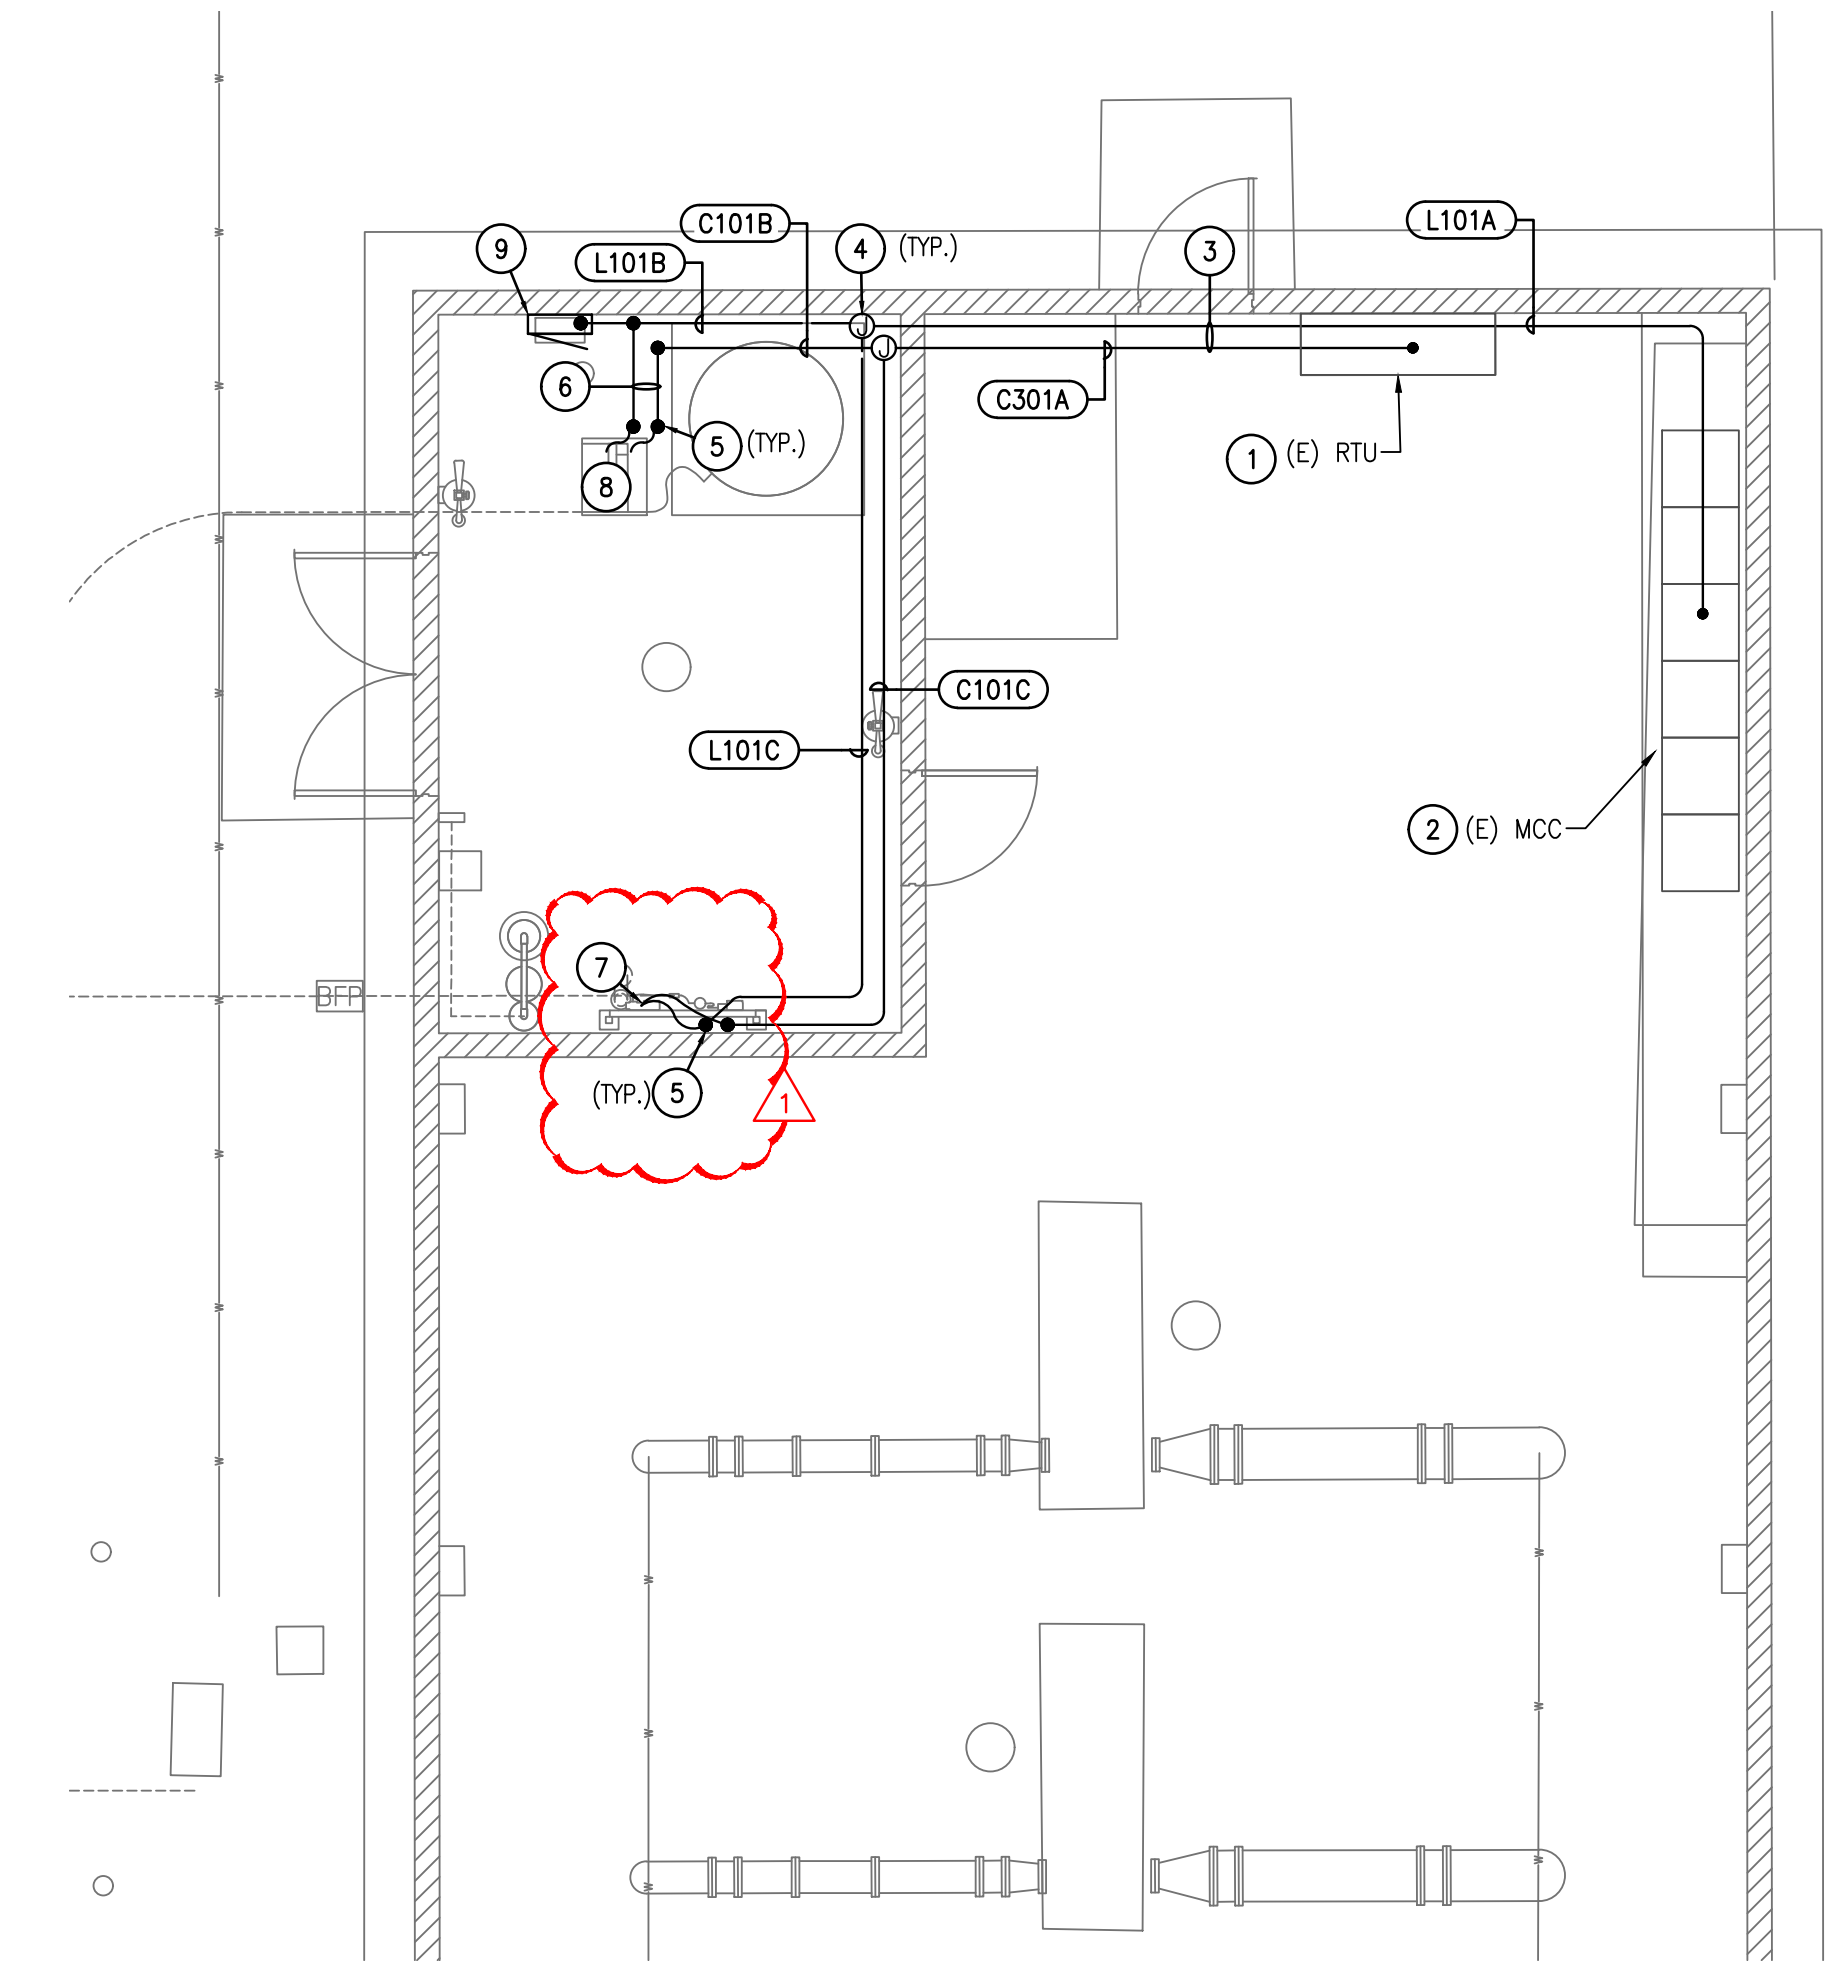 L101A
C101B
4 (TYP.)
3
9
L101B
J
J
6
C301A
5 (TYP.)
1 (E) RTU
8
C101C
L101C
2 (E) MCC
7
BFP
(TYP.) 5
1